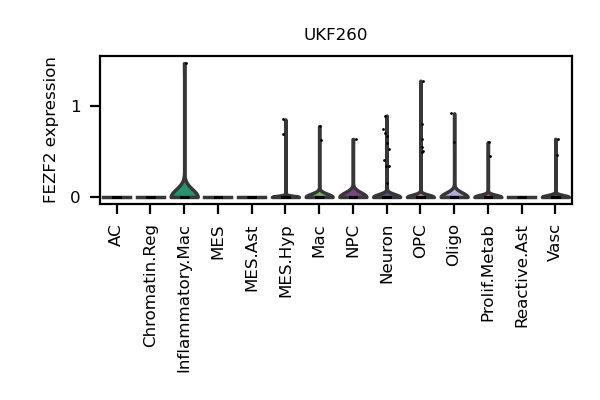 UKF260
FEZF2 expression
1
0
AC
Chromatin.Reg
Inflammatory.Mac
MES
MES.Ast
MES.Hyp
Mac
NPC
Neuron
OPC
Oligo
Prolif.Metab
Reactive.Ast
Vasc